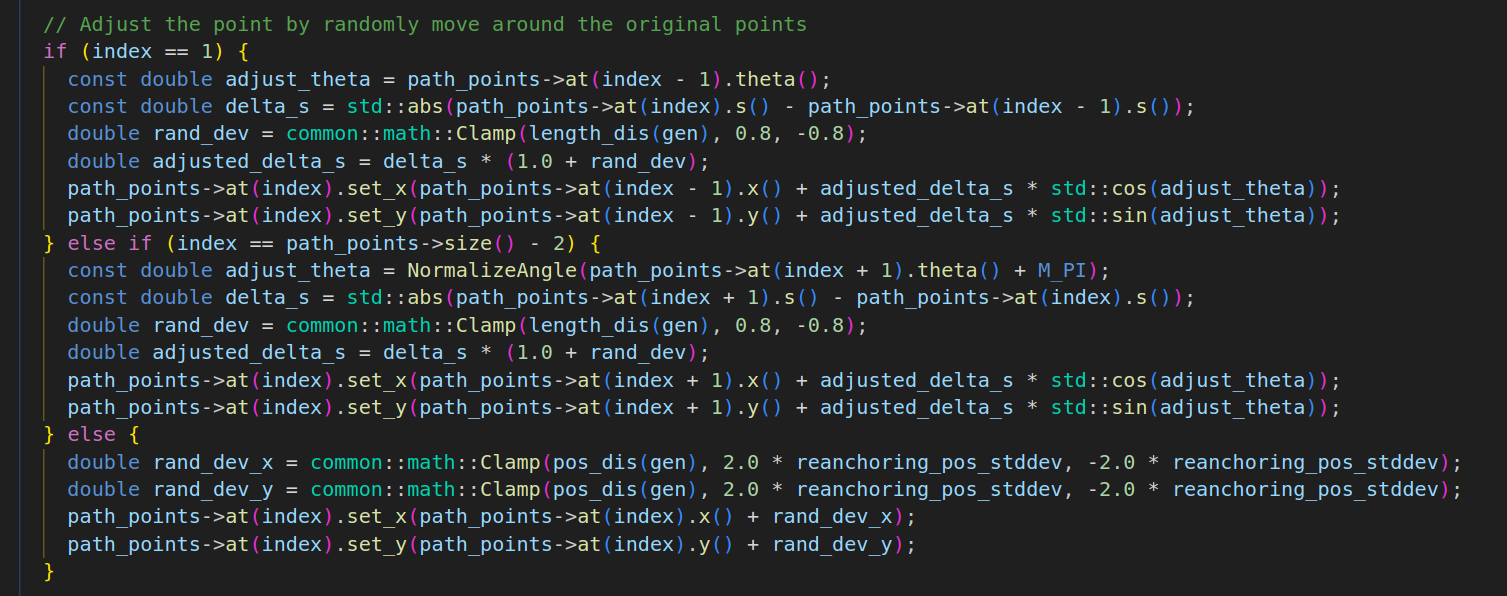 // Adjust the point by randomly move around the original points
if (index == 1) {
  const double adjust_theta = path_points->at(index - 1).theta();
  const double delta_s = std::abs(path_points->at(index).s() - path_points->at(index - 1).s());
  double rand_dev = common::math::Clamp(length_dis(gen), 0.8, -0.8);
  double adjusted_delta_s = delta_s * (1.0 + rand_dev);
  path_points->at(index).set_x(path_points->at(index - 1).x() + adjusted_delta_s * std::cos(adjust_theta));
  path_points->at(index).set_y(path_points->at(index - 1).y() + adjusted_delta_s * std::sin(adjust_theta));
} else if (index == path_points->size() - 2) {
  const double adjust_theta = NormalizeAngle(path_points->at(index + 1).theta() + M_PI);
  const double delta_s = std::abs(path_points->at(index + 1).s() - path_points->at(index).s());
  double rand_dev = common::math::Clamp(length_dis(gen), 0.8, -0.8);
  double adjusted_delta_s = delta_s * (1.0 + rand_dev);
  path_points->at(index).set_x(path_points->at(index + 1).x() + adjusted_delta_s * std::cos(adjust_theta));
  path_points->at(index).set_y(path_points->at(index + 1).y() + adjusted_delta_s * std::sin(adjust_theta));
} else {
  double rand_dev_x = common::math::Clamp(pos_dis(gen), 2.0 * reanchoring_pos_stddev, -2.0 * reanchoring_pos_stddev);
  double rand_dev_y = common::math::Clamp(pos_dis(gen), 2.0 * reanchoring_pos_stddev, -2.0 * reanchoring_pos_stddev);
  path_points->at(index).set_x(path_points->at(index).x() + rand_dev_x);
  path_points->at(index).set_y(path_points->at(index).y() + rand_dev_y);
}